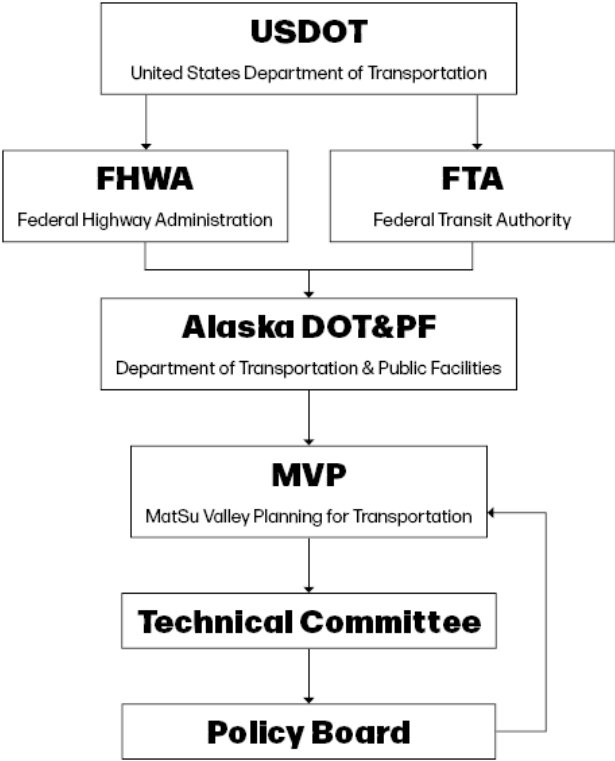 USDOT
United States Department of Transportation
FHWA
Federal Highway Administration
FTA
Federal Transit Authority
Alaska DOT&PF
Department of Transportation & Public Facilities
MVP
MatSu Valley Planning for Transportation
Technical Committee
Policy Board